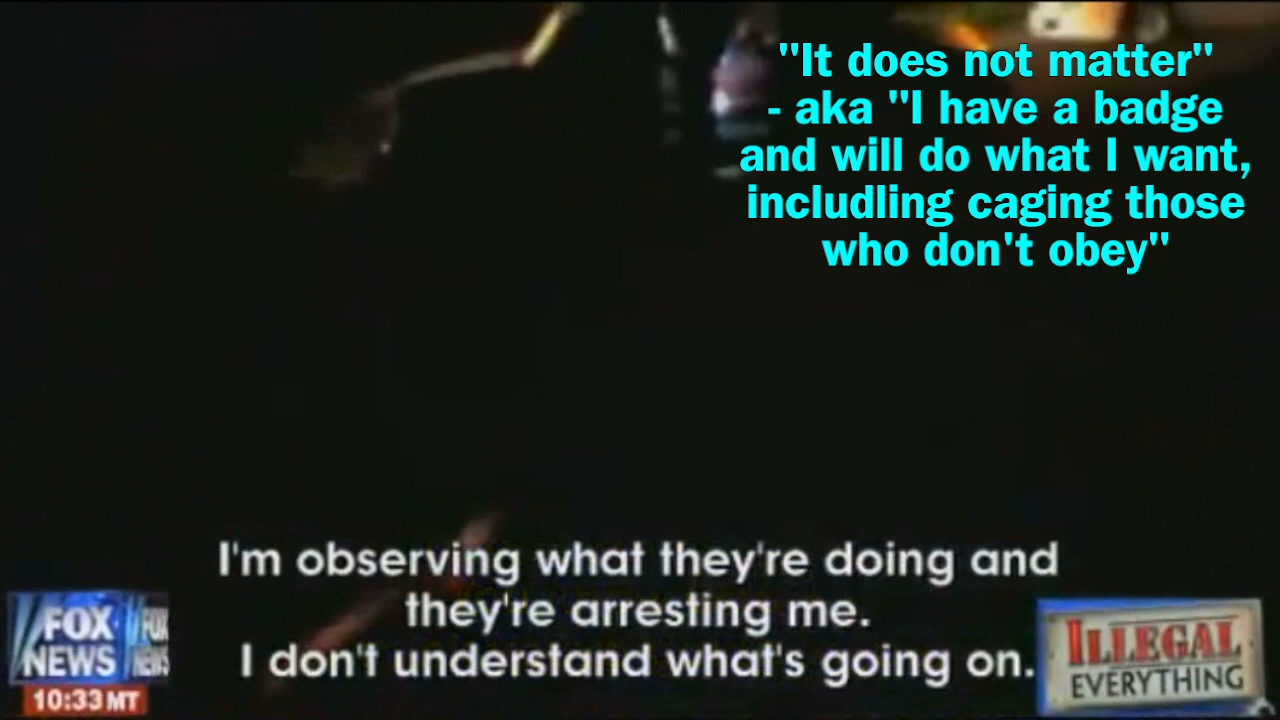 "It does not matter"
- aka "I have a badge
and will do what I want,
includling caging those
who don't obey"
I'm observing what they're doing and
they're arresting me.
I don't understand what's going on.
FOX
NEWS
FOX
NEWS
10:33 MT
ILLEGAL
EVERYTHING